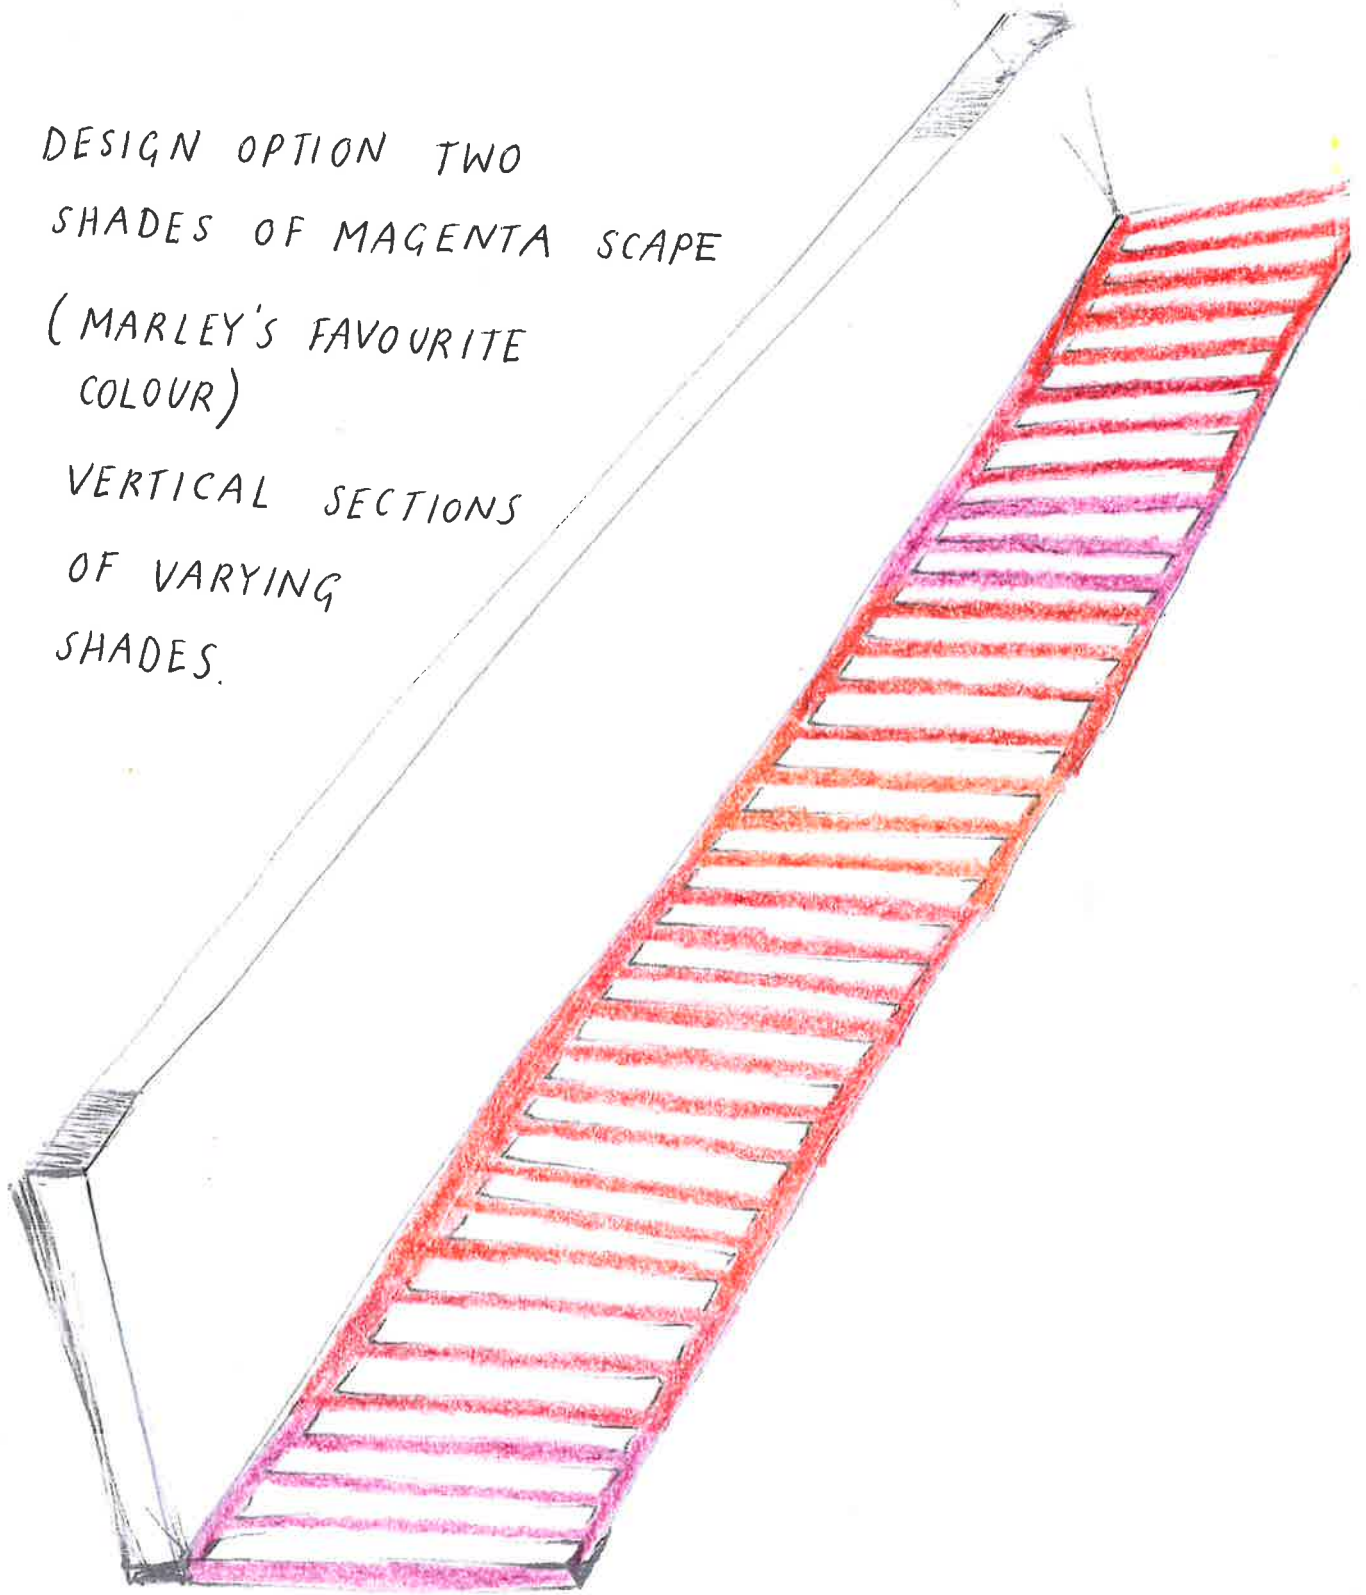 DESIGN OPTION TWO
SHADES OF MAGENTA SCAPE
(MARLEY'S FAVOURITE
COLOUR)
VERTICAL SECTIONS
OF VARYING
SHADES.